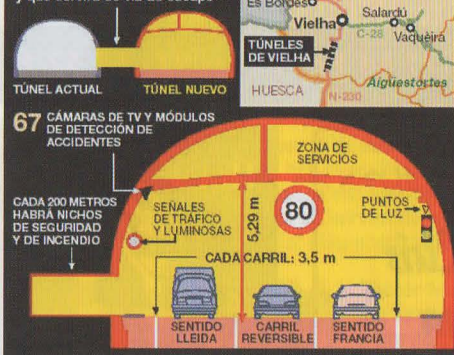 TÚNEL ACTUAL
TÚNEL NUEVO
Es Bordes
Vielha
Salardú
C-28
Vaqueira
TÚNELES
DE VIELHA
Aigüestortes
HUESCA
N-230
67 CÁMARAS DE TV Y MÓDULOS
DE DETECCIÓN DE
ACCIDENTES
ZONA DE
SERVICIOS
CADA 200 METROS
HABRÁ NICHOS
DE SEGURIDAD
Y DE INCENDIO
SEÑALES
DE TRÁFICO
Y LUMINOSAS
5,29 m
80
PUNTOS
DE LUZ
CADA CARRIL: 3,5 m
SENTIDO
LLEIDA
CARRIL
REVERSIBLE
SENTIDO
FRANCIA